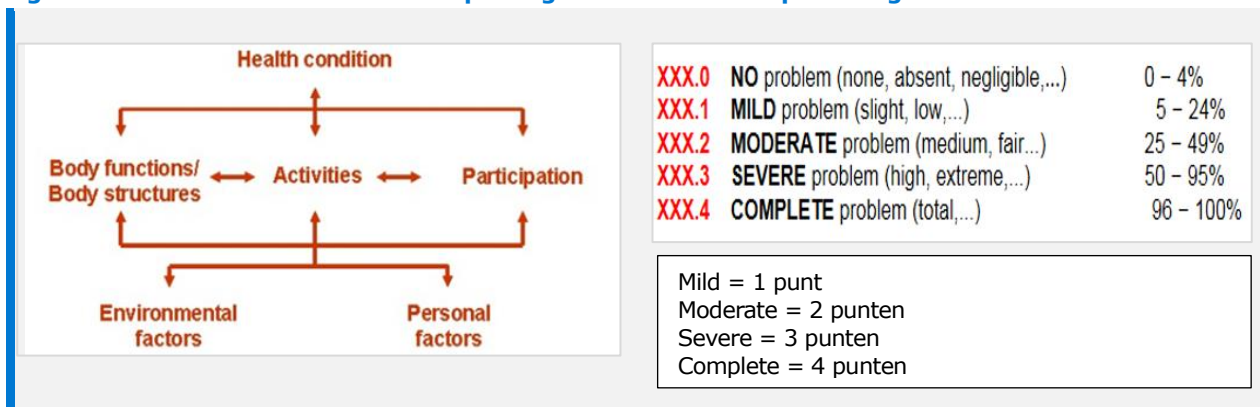 Health condition
Body functions/
Body structures
Activities
Participation
Environmental
factors
Personal
factors
XXX.0 NO problem (none, absent, negligible,...) 0 – 4%
XXX.1 MILD problem (slight, low,...) 5 – 24%
XXX.2 MODERATE problem (medium, fair...) 25 – 49%
XXX.3 SEVERE problem (high, extreme,...) 50 – 95%
XXX.4 COMPLETE problem (total,...) 96 – 100%
Mild = 1 punt
Moderate = 2 punten
Severe = 3 punten
Complete = 4 punten